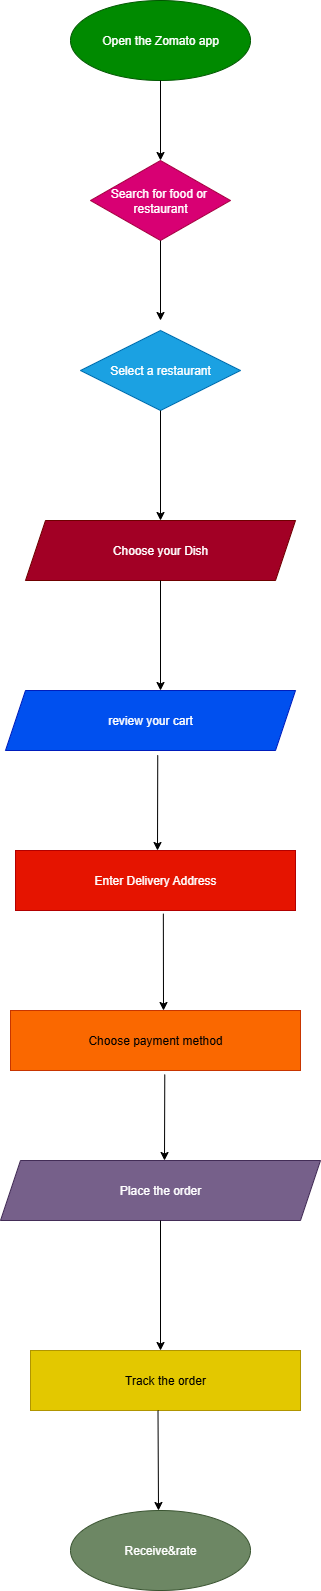 Open the Zomato app
Search for food or
restaurant
Select a restaurant
Choose your Dish
review your cart
Enter Delivery Address
Choose payment method
Place the order
Track the order
Receive&rate